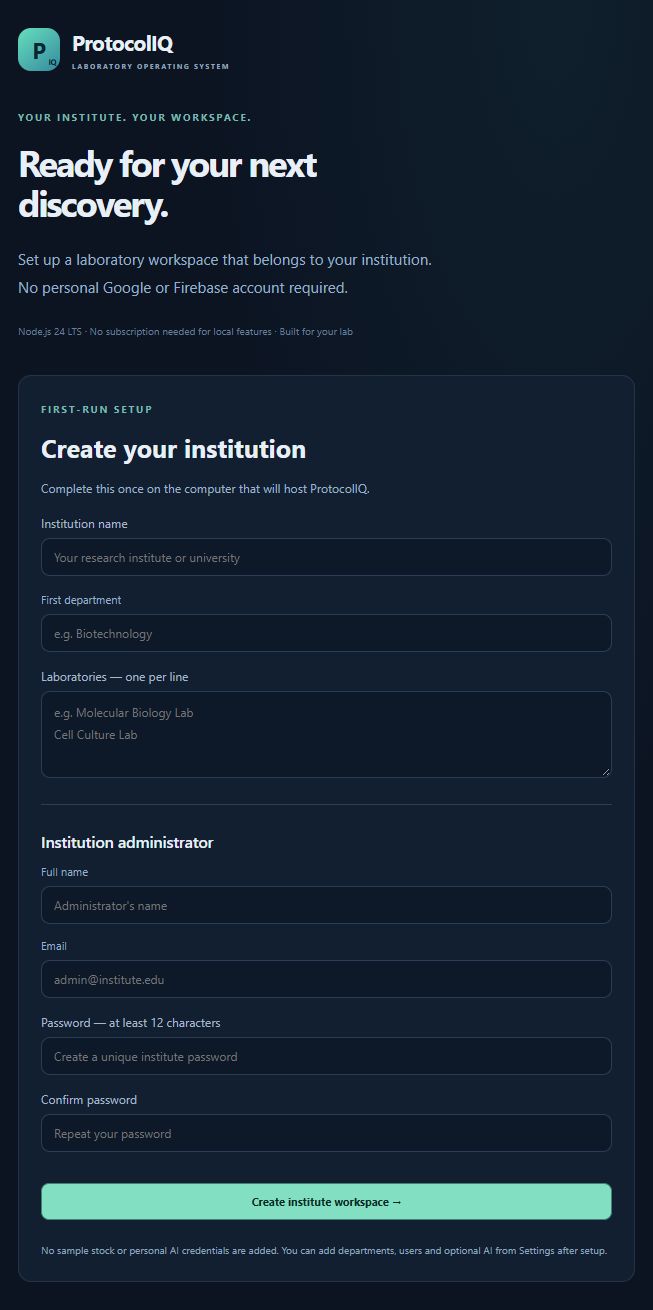 P
IQ
ProtocolIQ
LABORATORY OPERATING SYSTEM
YOUR INSTITUTE. YOUR WORKSPACE.
Ready for your next
discovery.
Set up a laboratory workspace that belongs to your institution.
No personal Google or Firebase account required.
Node.js 24 LTS · No subscription needed for local features · Built for your lab
FIRST-RUN SETUP
Create your institution
Complete this once on the computer that will host ProtocolIQ.
Institution name
Your research institute or university
First department
e.g. Biotechnology
Laboratories — one per line
e.g. Molecular Biology Lab
Cell Culture Lab
Institution administrator
Full name
Administrator's name
Email
admin@institute.edu
Password — at least 12 characters
Create a unique institute password
Confirm password
Repeat your password
Create institute workspace →
No sample stock or personal AI credentials are added. You can add departments, users and optional AI from Settings after setup.